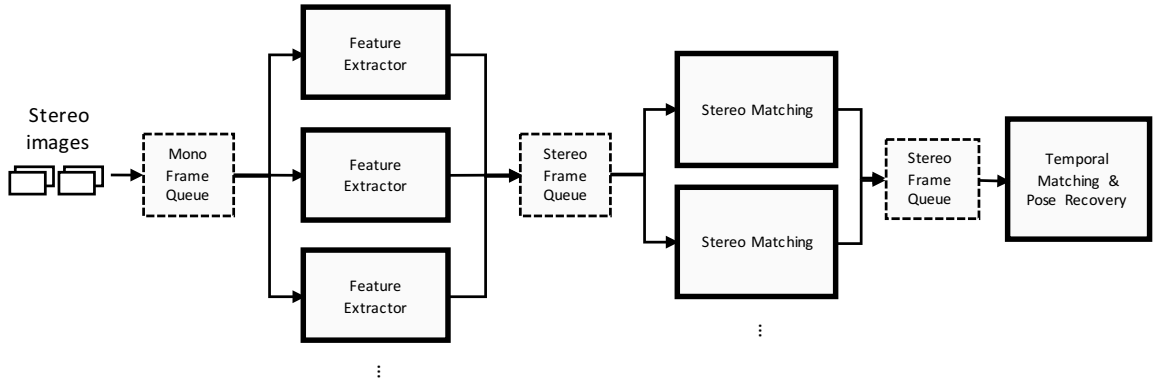 Stereo
images
Mono
Frame
Queue
Feature
Extractor
Feature
Extractor
Feature
Extractor
⋮
Stereo
Frame
Queue
Stereo Matching
Stereo Matching
⋮
Stereo
Frame
Queue
Temporal
Matching &
Pose Recovery